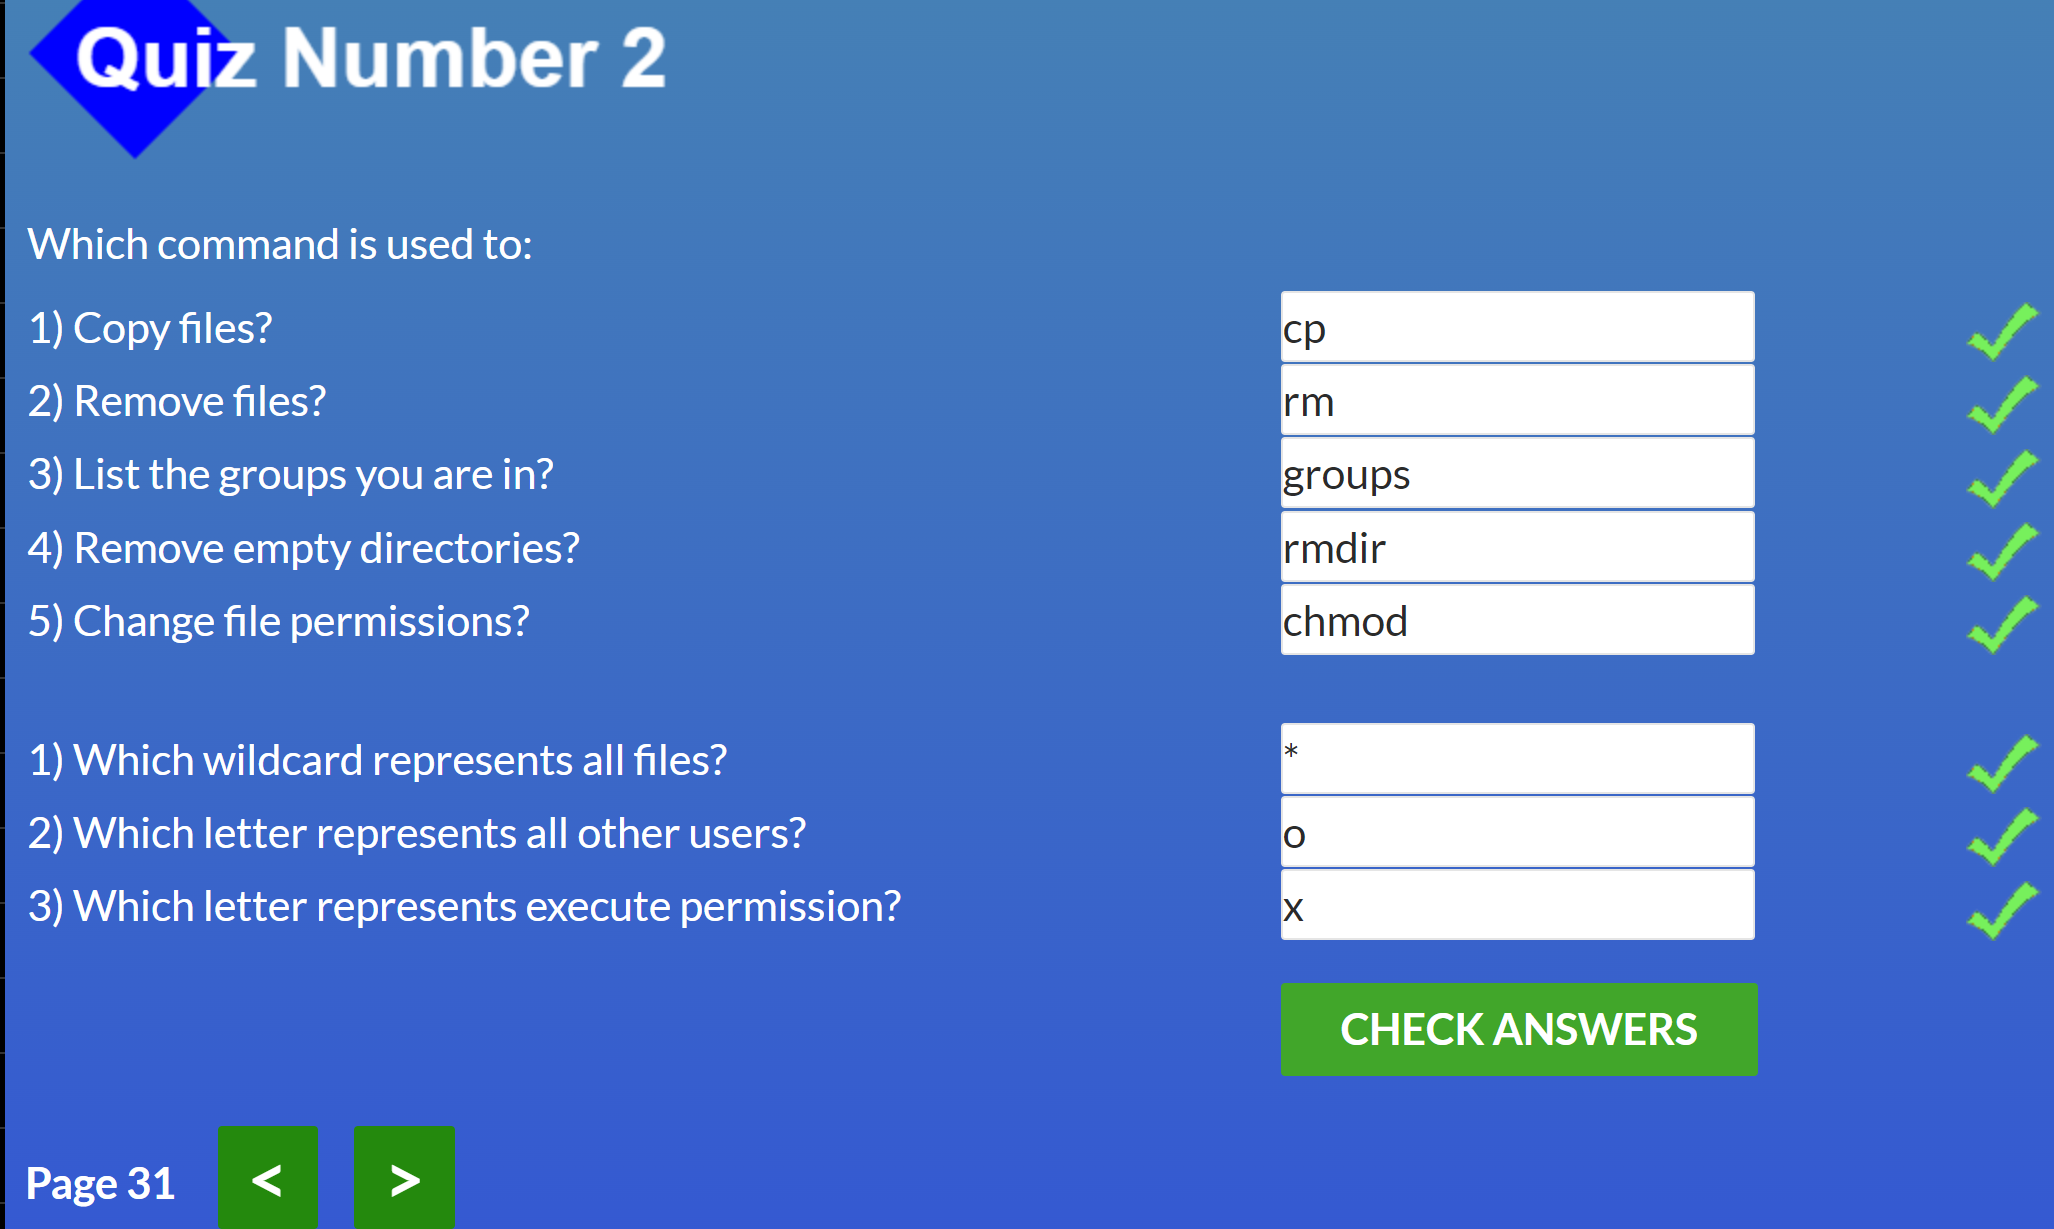 Quiz Number 2
Which command is used to:
1) Copy files? cp
2) Remove files? rm
3) List the groups you are in? groups
4) Remove empty directories? rmdir
5) Change file permissions? chmod
1) Which wildcard represents all files? *
2) Which letter represents all other users? o
3) Which letter represents execute permission? x
CHECK ANSWERS
Page 31 < >